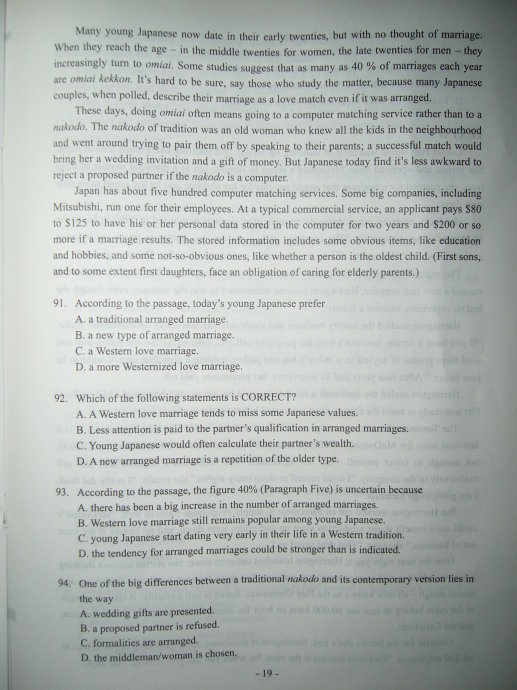 Many young Japanese now date in their early twenties, but with no thought of marriage.
When they reach the age – in the middle twenties for women, the late twenties for men – they
increasingly turn to omiai. Some studies suggest that as many as 40 % of marriages each year
are omiai kekkon. It's hard to be sure, say those who study the matter, because many Japanese
couples, when polled, describe their marriage as a love match even if it was arranged.
These days, doing omiai often means going to a computer matching service rather than to a
nakodo. The nakodo of tradition was an old woman who knew all the kids in the neighbourhood
and went around trying to pair them off by speaking to their parents; a successful match would
bring her a wedding invitation and a gift of money. But Japanese today find it's less awkward to
reject a proposed partner if the nakodo is a computer.
Japan has about five hundred computer matching services. Some big companies, including
Mitsubishi, run one for their employees. At a typical commercial service, an applicant pays $80
to $125 to have his or her personal data stored in the computer for two years and $200 or so
more if a marriage results. The stored information includes some obvious items, like education
and hobbies, and some not-so-obvious ones, like whether a person is the oldest child. (First sons,
and to some extent first daughters, face an obligation of caring for elderly parents.)
91. According to the passage, today's young Japanese prefer
A. a traditional arranged marriage.
B. a new type of arranged marriage.
C. a Western love marriage.
D. a more Westernized love marriage.
92. Which of the following statements is CORRECT?
A. A Western love marriage tends to miss some Japanese values.
B. Less attention is paid to the partner's qualification in arranged marriages.
C. Young Japanese would often calculate their partner's wealth.
D. A new arranged marriage is a repetition of the older type.
93. According to the passage, the figure 40% (Paragraph Five) is uncertain because
A. there has been a big increase in the number of arranged marriages.
B. Western love marriage still remains popular among young Japanese.
C. young Japanese start dating very early in their life in a Western tradition.
D. the tendency for arranged marriages could be stronger than is indicated.
94. One of the big differences between a traditional nakodo and its contemporary version lies in
the way
A. wedding gifts are presented.
B. a proposed partner is refused.
C. formalities are arranged.
D. the middleman/woman is chosen.
- 19 -